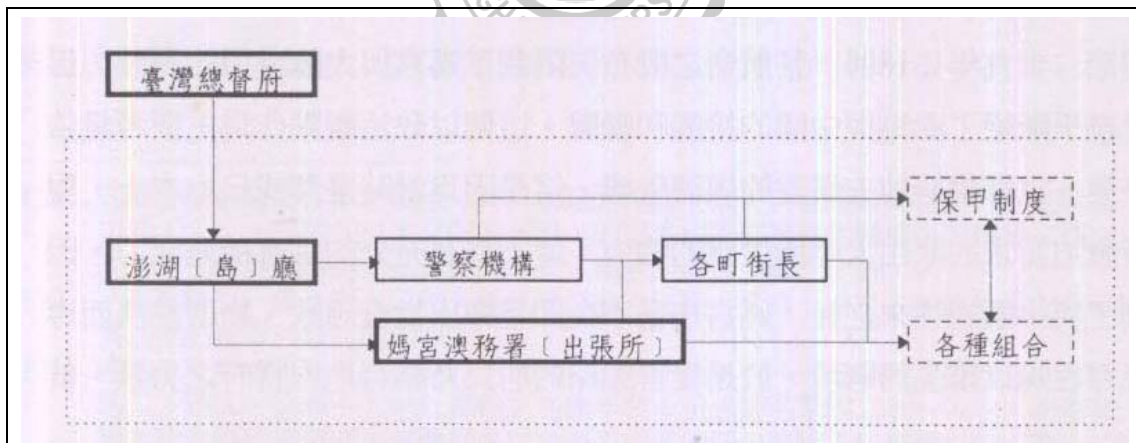 臺灣總督府
保甲制度
澎湖〔島〕廳
警察機構
各町街長
媽宮澳務署〔出張所〕
各種組合